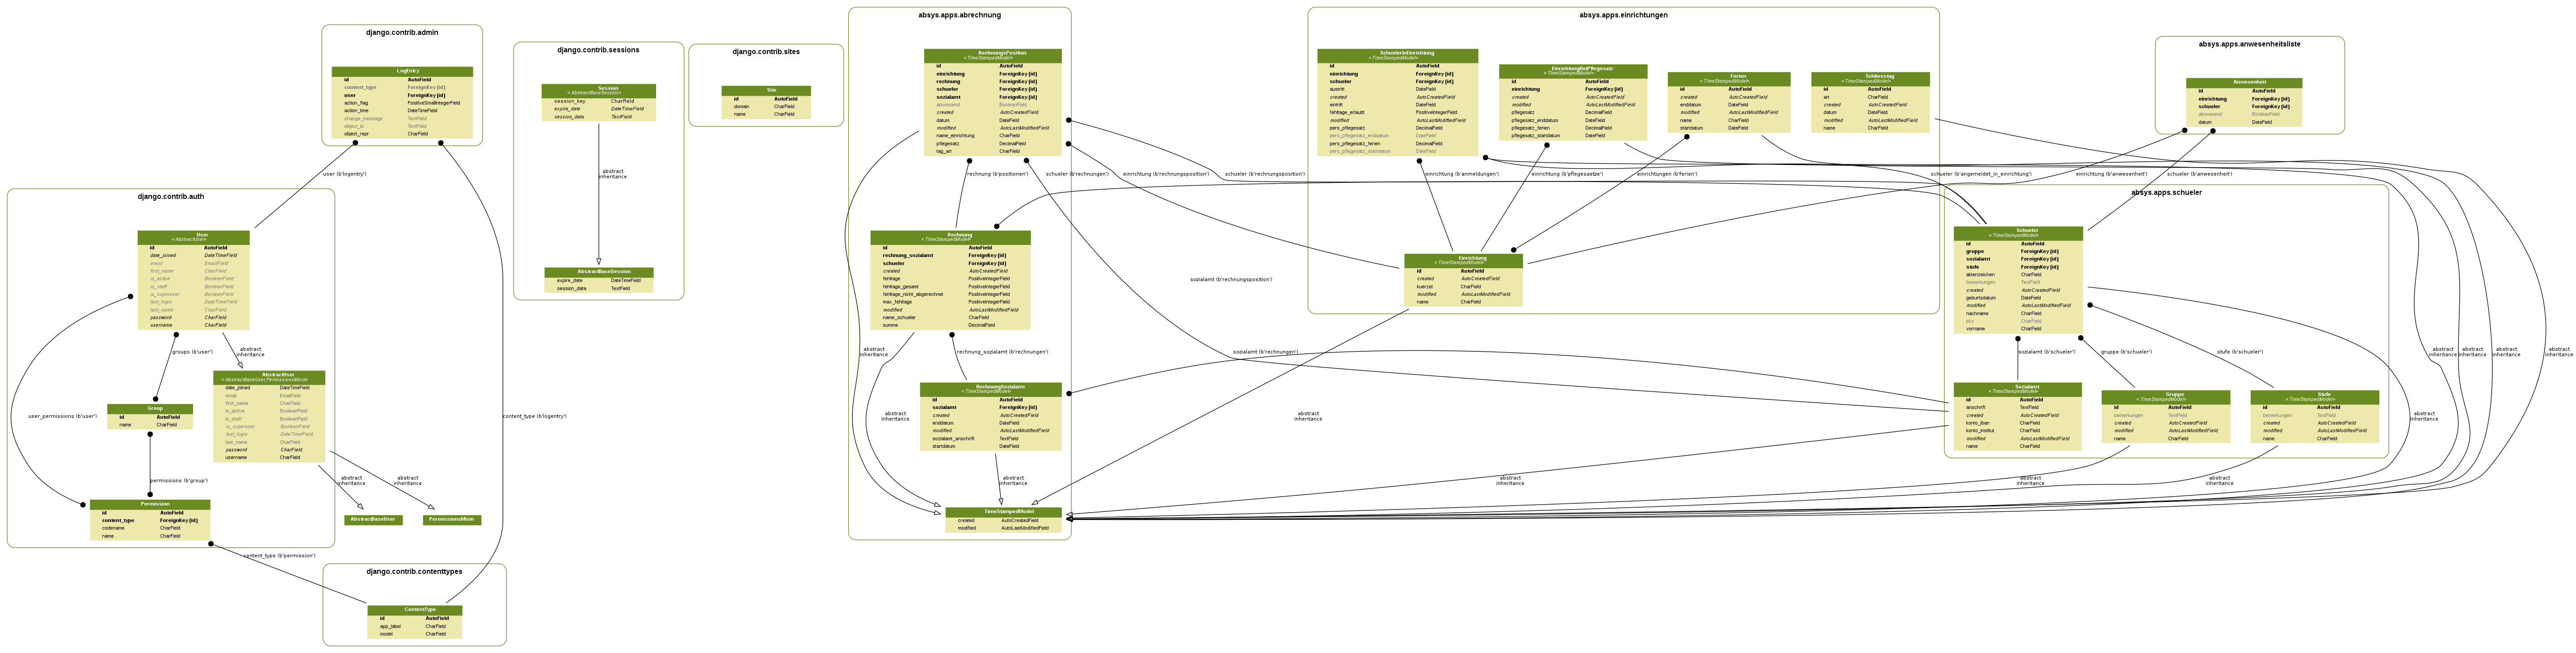 django.contrib.admin
LogEntry
id AutoField
content_type ForeignKey (id)
user ForeignKey (id)
action_flag PositiveSmallIntegerField
action_time DateTimeField
change_message TextField
object_id TextField
object_repr CharField
user (b'logentry')
content_type (b'logentry')
django.contrib.auth
User
< AbstractUser>
id AutoField
date_joined DateTimeField
email EmailField
first_name CharField
is_active BooleanField
is_staff BooleanField
is_superuser BooleanField
last_login DateTimeField
last_name CharField
password CharField
username CharField
groups (b'user')
abstract
inheritance
user_permissions (b'user')
AbstractUser
< AbstractBaseUser,PermissionsMixin>
date_joined DateTimeField
email EmailField
first_name CharField
is_active BooleanField
is_staff BooleanField
is_superuser BooleanField
last_login DateTimeField
last_name CharField
password CharField
username CharField
Group
id AutoField
name CharField
permissions (b'group')
abstract
inheritance
abstract
inheritance
Permission
id AutoField
content_type ForeignKey (id)
codename CharField
name CharField
AbstractBaseUser
PermissionsMixin
content_type (b'permission')
django.contrib.contenttypes
ContentType
id AutoField
app_label CharField
model CharField
django.contrib.sessions
Session
< AbstractBaseSession>
session_key CharField
expire_date DateTimeField
session_data TextField
abstract
inheritance
AbstractBaseSession
expire_date DateTimeField
session_data TextField
django.contrib.sites
Site
id AutoField
domain CharField
name CharField
absys.apps.abrechnung
RechnungsPosition
< TimeStampedModel>
id AutoField
einrichtung ForeignKey (id)
rechnung ForeignKey (id)
schueler ForeignKey (id)
sozialamt ForeignKey (id)
abwesend BooleanField
created AutoCreatedField
datum DateField
modified AutoLastModifiedField
name_einrichtung CharField
pflegesatz DecimalField
tag_art CharField
rechnung (b'positionen')
schueler (b'rechnungen')
einrichtung (b'rechnungsposition')
schueler (b'rechnungsposition')
sozialamt (b'rechnungsposition')
Rechnung
< TimeStampedModel>
id AutoField
rechnung_sozialamt ForeignKey (id)
schueler ForeignKey (id)
created AutoCreatedField
fehltage PositiveIntegerField
fehltage_gesamt PositiveIntegerField
fehltage_nicht_abgerechnet PositiveIntegerField
max_fehltage PositiveIntegerField
modified AutoLastModifiedField
name_schueler CharField
summe DecimalField
abstract
inheritance
rechnung_sozialamt (b'rechnungen')
sozialamt (b'rechnungen')
RechnungSozialamt
< TimeStampedModel>
id AutoField
sozialamt ForeignKey (id)
created AutoCreatedField
enddatum DateField
modified AutoLastModifiedField
sozialamt_anschrift TextField
startdatum DateField
abstract
inheritance
abstract
inheritance
TimeStampedModel
created AutoCreatedField
modified AutoLastModifiedField
absys.apps.einrichtungen
SchuelerInEinrichtung
< TimeStampedModel>
id AutoField
einrichtung ForeignKey (id)
schueler ForeignKey (id)
austritt DateField
created AutoCreatedField
eintritt DateField
fehltage_erlaubt PositiveIntegerField
modified AutoLastModifiedField
pers_pflegesatz DecimalField
pers_pflegesatz_enddatum DateField
pers_pflegesatz_ferien DecimalField
pers_pflegesatz_startdatum DateField
EinrichtungHatPflegesatz
< TimeStampedModel>
id AutoField
einrichtung ForeignKey (id)
created AutoCreatedField
modified AutoLastModifiedField
pflegesatz DecimalField
pflegesatz_enddatum DateField
pflegesatz_ferien DecimalField
pflegesatz_startdatum DateField
Ferien
< TimeStampedModel>
id AutoField
created AutoCreatedField
enddatum DateField
modified AutoLastModifiedField
name CharField
startdatum DateField
Schliesstag
< TimeStampedModel>
id AutoField
art CharField
created AutoCreatedField
datum DateField
modified AutoLastModifiedField
name CharField
einrichtung (b'anmeldungen')
einrichtung (b'pflegesaetze')
einrichtungen (b'ferien')
schueler (b'angemeldet_in_einrichtung')
Einrichtung
< TimeStampedModel>
id AutoField
created AutoCreatedField
kuerzel CharField
modified AutoLastModifiedField
name CharField
abstract
inheritance
absys.apps.anwesenheitsliste
Anwesenheit
id AutoField
einrichtung ForeignKey (id)
schueler ForeignKey (id)
abwesend BooleanField
datum DateField
einrichtung (b'anwesenheit')
schueler (b'anwesenheit')
absys.apps.schueler
Schueler
< TimeStampedModel>
id AutoField
gruppe ForeignKey (id)
sozialamt ForeignKey (id)
stufe ForeignKey (id)
aktenzeichen CharField
bemerkungen TextField
created AutoCreatedField
geburtsdatum DateField
modified AutoLastModifiedField
nachname CharField
pkz CharField
vorname CharField
sozialamt (b'schueler')
gruppe (b'schueler')
stufe (b'schueler')
Sozialamt
< TimeStampedModel>
id AutoField
anschrift TextField
created AutoCreatedField
konto_iban CharField
konto_institut CharField
modified AutoLastModifiedField
name CharField
Gruppe
< TimeStampedModel>
id AutoField
bemerkungen TextField
created AutoCreatedField
modified AutoLastModifiedField
name CharField
Stufe
< TimeStampedModel>
id AutoField
bemerkungen TextField
created AutoCreatedField
modified AutoLastModifiedField
name CharField
abstract
inheritance
abstract
inheritance
abstract
inheritance
abstract
inheritance
abstract
inheritance
abstract
inheritance
abstract
inheritance
abstract
inheritance